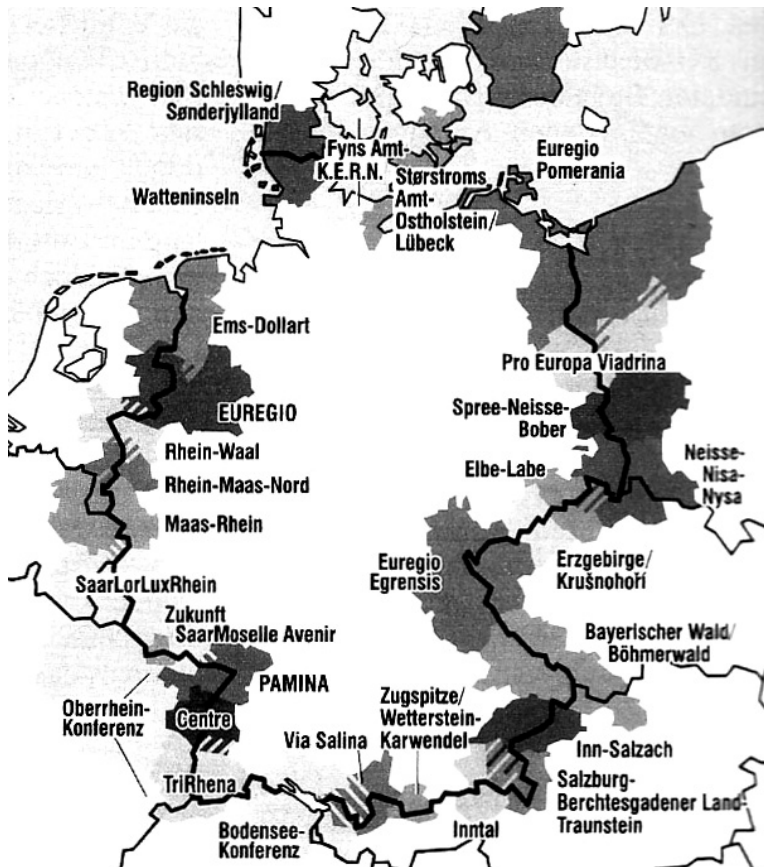 Region Schleswig/
Sønderjylland
Fyns Amt-
K.E.R.N.
Watteninseln
Størstroms
Amt-
Ostholstein/
Lübeck
Euregio
Pomerania
Ems-Dollart
Pro Europa Viadrina
EUREGIO
Spree-Neisse-
Bober
Rhein-Waal
Elbe-Labe
Neisse-
Nisa-
Nysa
Rhein-Maas-Nord
Maas-Rhein
Euregio
Egrensis
Erzgebirge/
Krušnohoří
SaarLorLuxRhein
Zukunft
SaarMoselle Avenir
Bayerischer Wald/
Böhmerwald
PAMINA
Oberrhein-
Konferenz
Centre
Zugspitze/
Wetterstein-
Karwendel
Via Salina
Inn-Salzach
TriRhena
Salzburg-
Berchtesgadener Land-
Traunstein
Bodensee-
Konferenz
Inntal